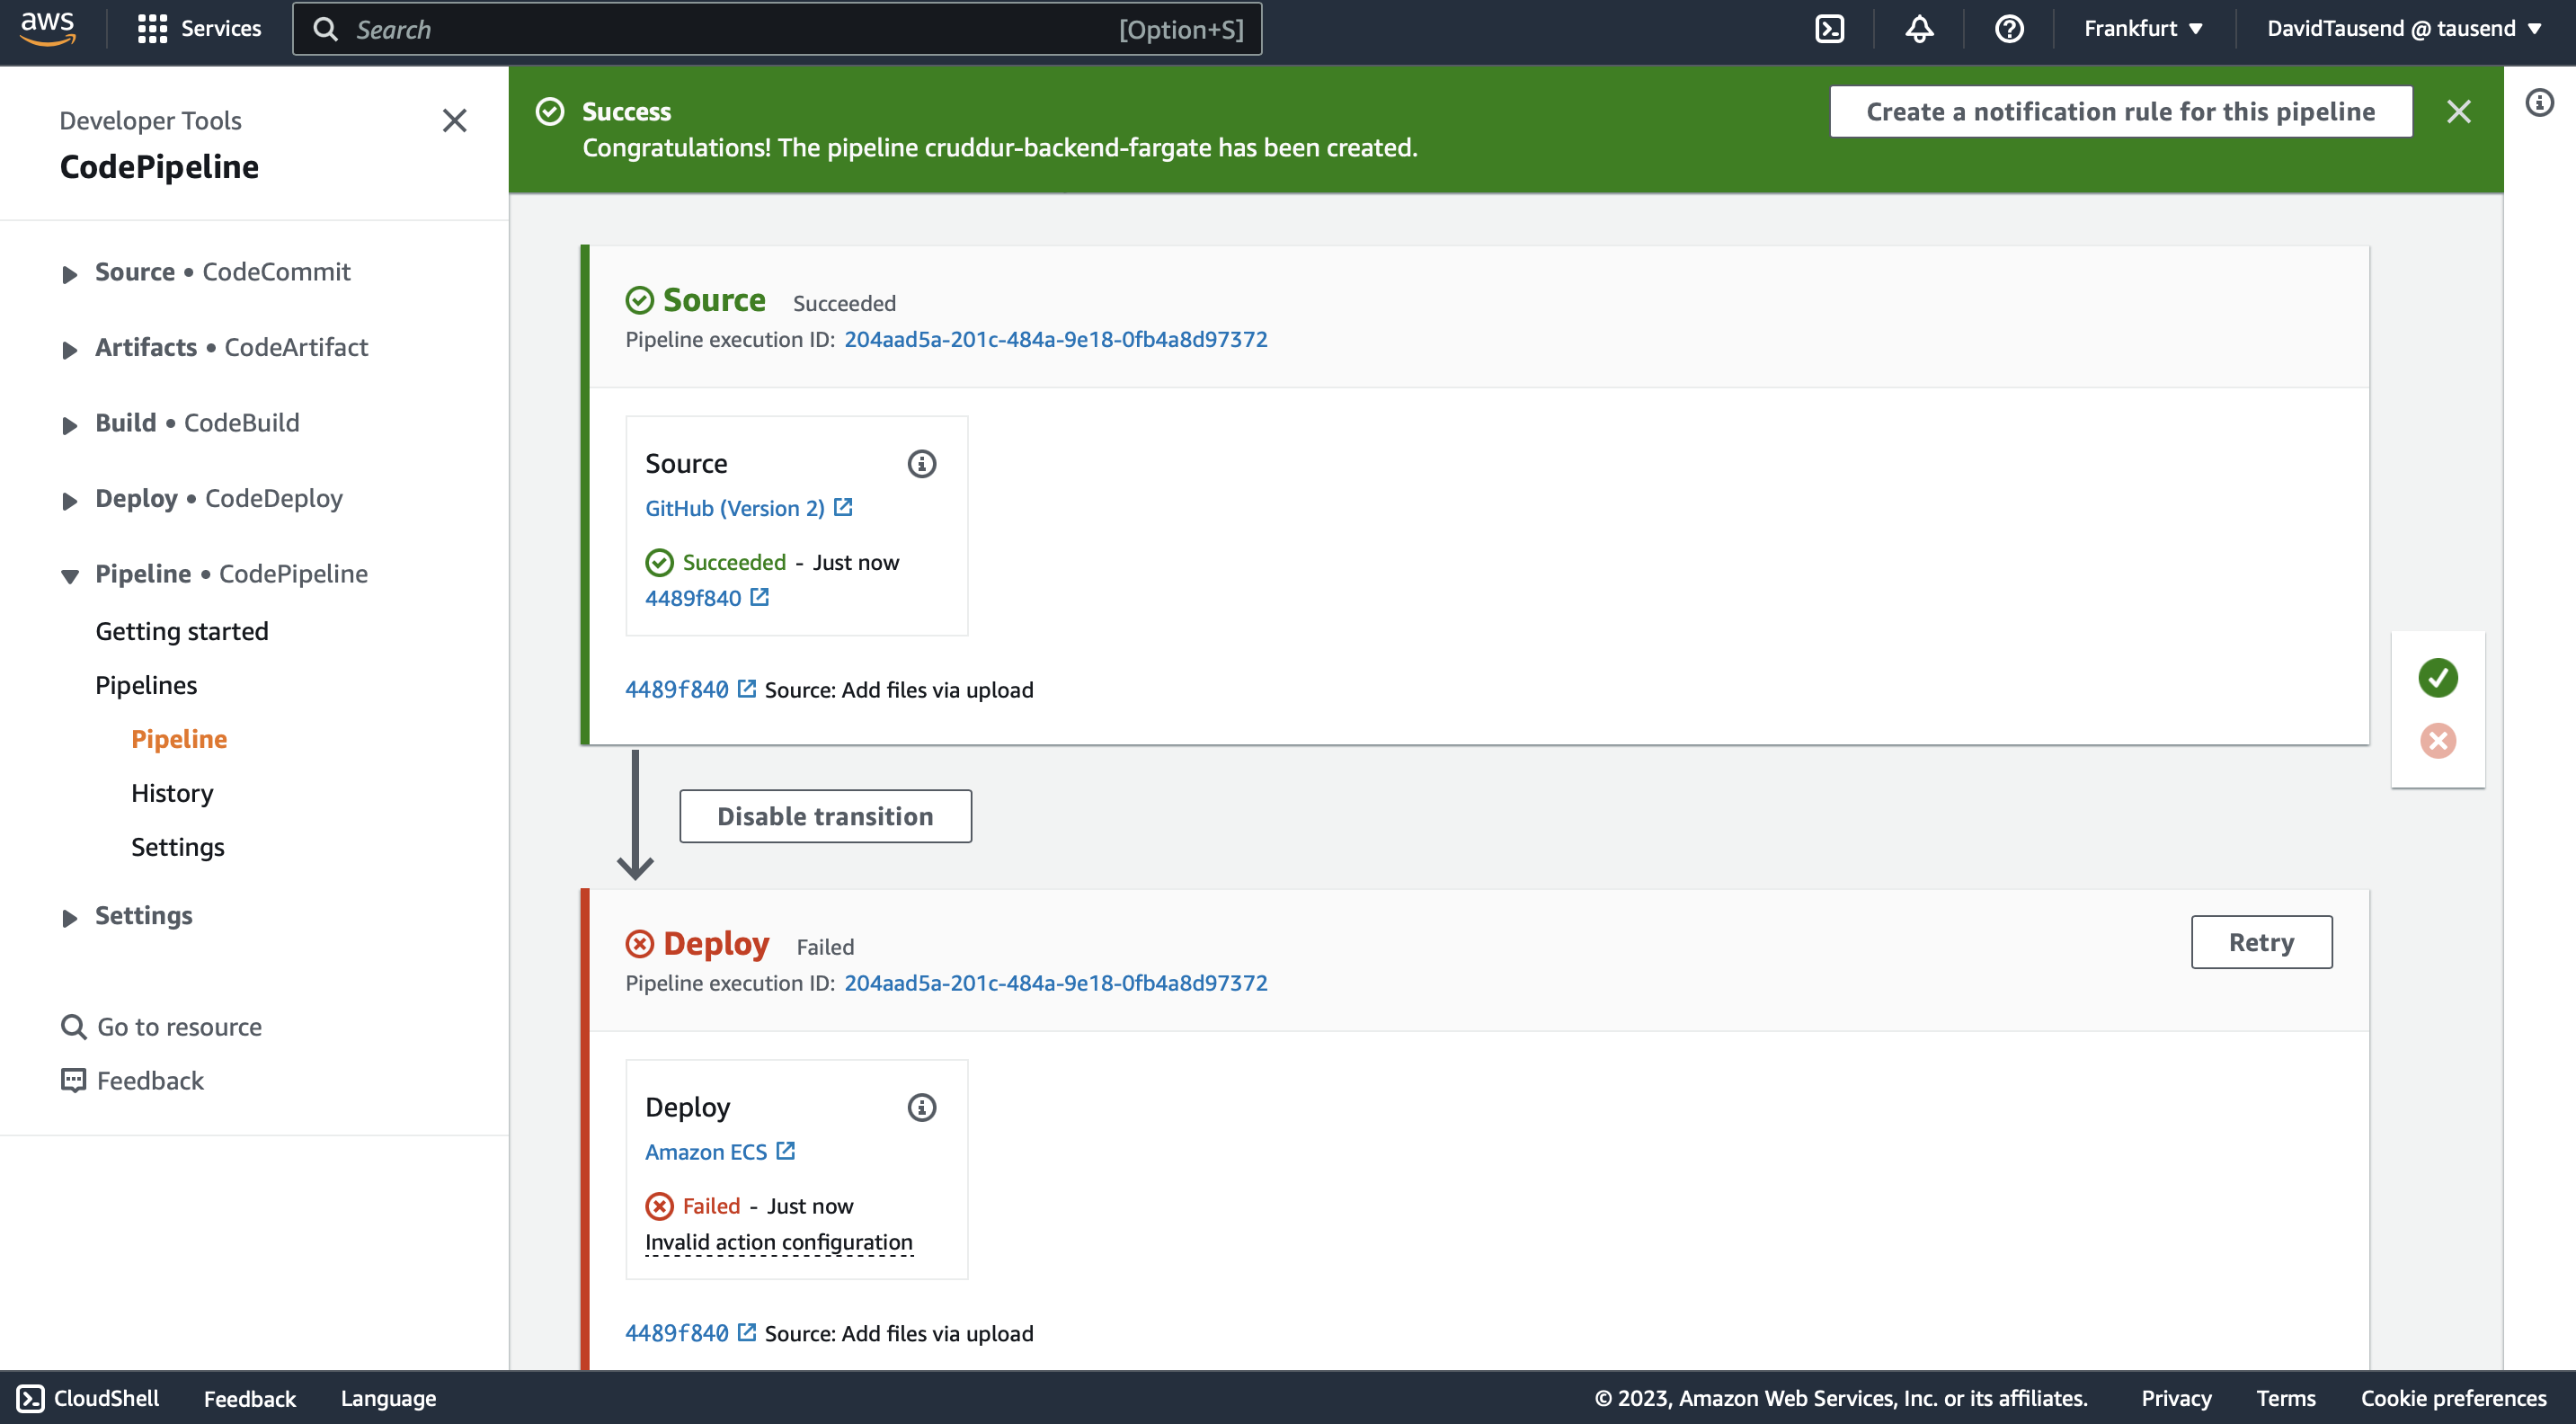 aws
Services
Search
[Option+S]
Frankfurt
DavidTausend @ tausend
Developer Tools
CodePipeline
Source • CodeCommit
Artifacts • CodeArtifact
Build • CodeBuild
Deploy • CodeDeploy
Pipeline • CodePipeline
Getting started
Pipelines
Pipeline
History
Settings
Settings
Go to resource
Feedback
Success
Congratulations! The pipeline cruddur-backend-fargate has been created.
Create a notification rule for this pipeline
Source Succeeded
Pipeline execution ID: 204aad5a-201c-484a-9e18-0fb4a8d97372
Source
GitHub (Version 2)
Succeeded - Just now
4489f840
4489f840 Source: Add files via upload
Disable transition
Deploy Failed
Retry
Pipeline execution ID: 204aad5a-201c-484a-9e18-0fb4a8d97372
Deploy
Amazon ECS
Failed - Just now
Invalid action configuration
4489f840 Source: Add files via upload
CloudShell
Feedback
Language
© 2023, Amazon Web Services, Inc. or its affiliates.
Privacy
Terms
Cookie preferences